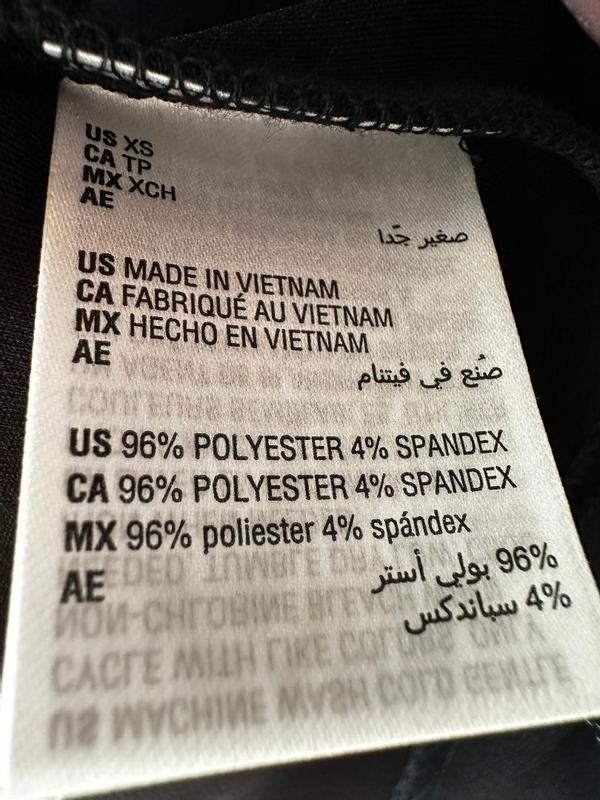 US XS
CA TP
MX XCH
AE
صغير جّدا
US MADE IN VIETNAM
CA FABRIQUÉ AU VIETNAM
MX HECHO EN VIETNAM
AE
صُنع في فيتنام
US 96% POLYESTER 4% SPANDEX
CA 96% POLYESTER 4% SPANDEX
MX 96% poliester 4% spándex
AE
96% بولي أستر
4% سباندكس